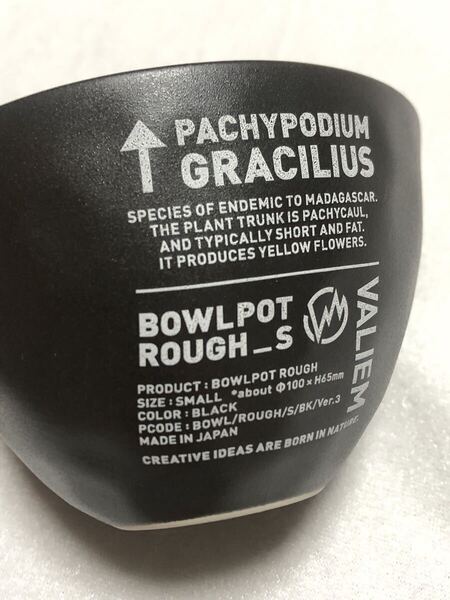 PACHYPODIUM
GRACILIUS
SPECIES OF ENDEMIC TO MADAGASCAR.
THE PLANT TRUNK IS PACHYCAUL,
AND TYPICALLY SHORT AND FAT.
IT PRODUCES YELLOW FLOWERS.
BOWLPOT
ROUGH_S
VALIEM
PRODUCT : BOWLPOT ROUGH
SIZE : SMALL *about Φ100 × H65mm
COLOR : BLACK
PCODE : BOWL/ROUGH/S/BK/Ver.3
MADE IN JAPAN
CREATIVE IDEAS ARE BORN IN NATURE.